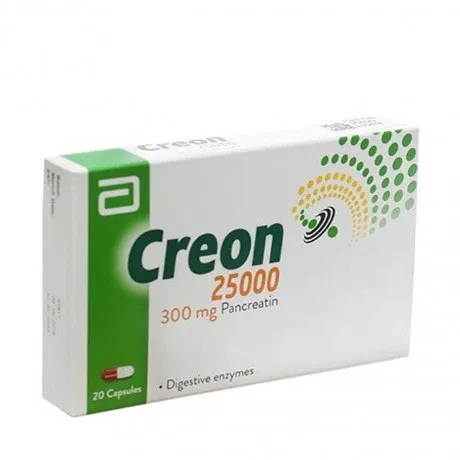 Creon
25000
300 mg Pancreatin
20 Capsules
• Digestive enzymes